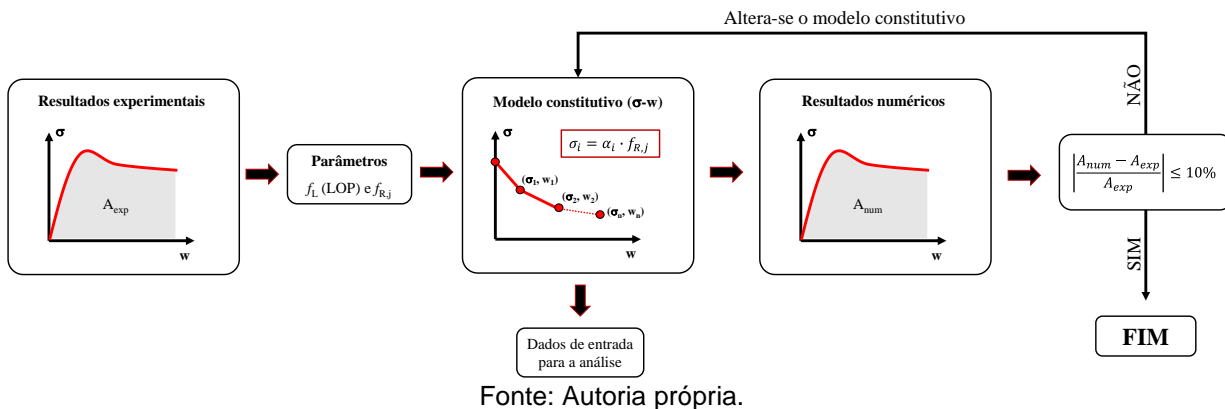 Altera-se o modelo constitutivo
Resultados experimentais
σ
A_exp
w
Parâmetros
f_L (LOP) e f_R,j
Modelo constitutivo (σ-w)
σ
σ_i = α_i · f_R,j
(σ_1, w_1)
(σ_2, w_2)
(σ_n, w_n)
w
Dados de entrada
para a análise
Resultados numéricos
σ
A_num
w
NÃO
|A_num − A_exp / A_exp| ≤ 10%
SIM
FIM
Fonte: Autoria própria.